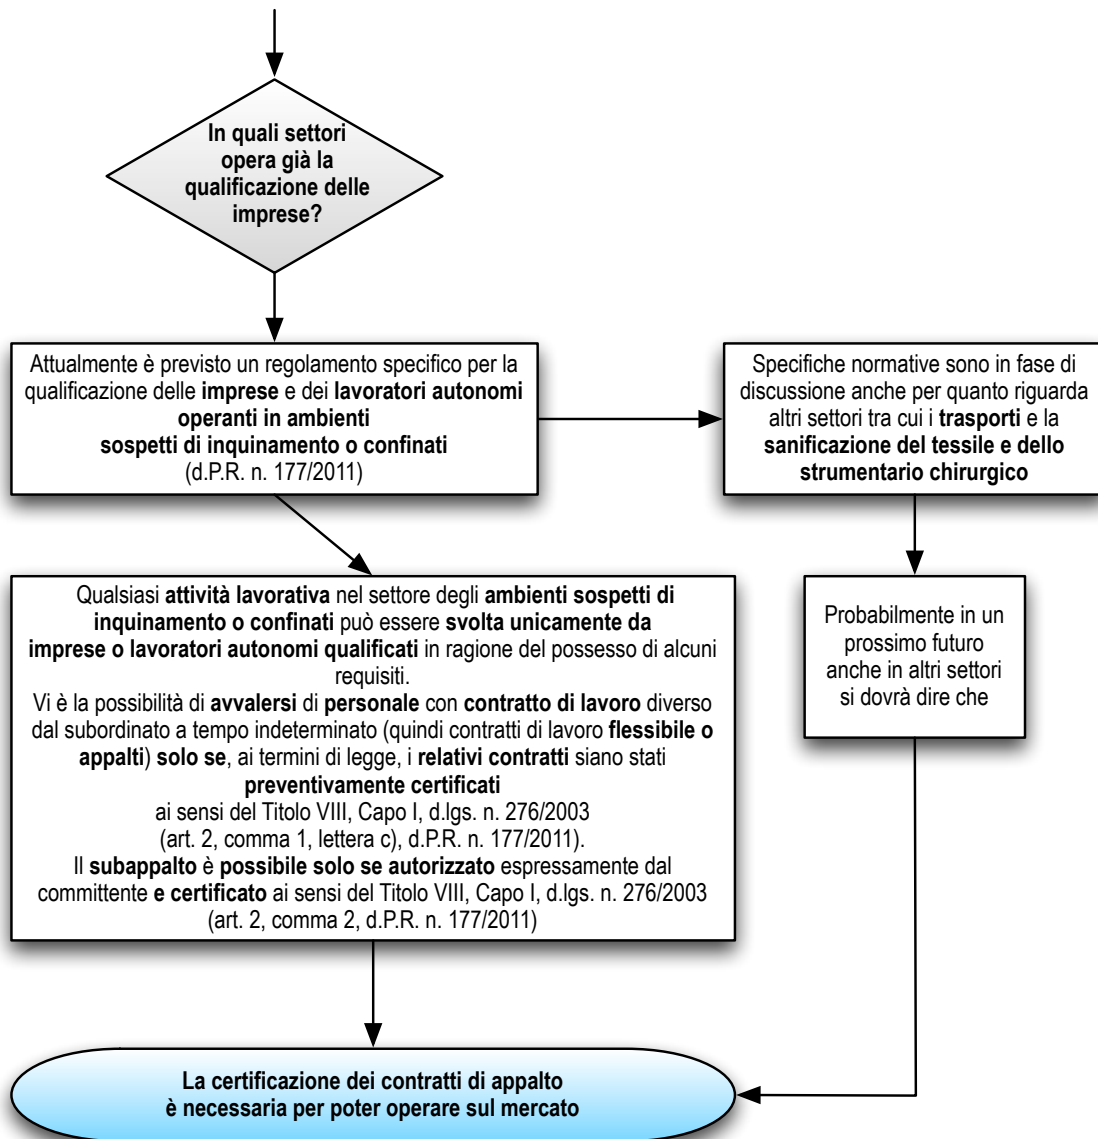 In quali settori
opera già la
qualificazione delle
imprese?
Attualmente è previsto un regolamento specifico per la
qualificazione delle imprese e dei lavoratori autonomi
operanti in ambienti
sospetti di inquinamento o confinati
(d.P.R. n. 177/2011)
Specifiche normative sono in fase di
discussione anche per quanto riguarda
altri settori tra cui i trasporti e la
sanificazione del tessile e dello
strumentario chirurgico
Qualsiasi attività lavorativa nel settore degli ambienti sospetti di
inquinamento o confinati può essere svolta unicamente da
imprese o lavoratori autonomi qualificati in ragione del possesso di alcuni
requisiti.
Vi è la possibilità di avvalersi di personale con contratto di lavoro diverso
dal subordinato a tempo indeterminato (quindi contratti di lavoro flessibile o
appalti) solo se, ai termini di legge, i relativi contratti siano stati
preventivamente certificati
ai sensi del Titolo VIII, Capo I, d.lgs. n. 276/2003
(art. 2, comma 1, lettera c), d.P.R. n. 177/2011).
Il subappalto è possibile solo se autorizzato espressamente dal
committente e certificato ai sensi del Titolo VIII, Capo I, d.lgs. n. 276/2003
(art. 2, comma 2, d.P.R. n. 177/2011)
Probabilmente in un
prossimo futuro
anche in altri settori
si dovrà dire che
La certificazione dei contratti di appalto
è necessaria per poter operare sul mercato